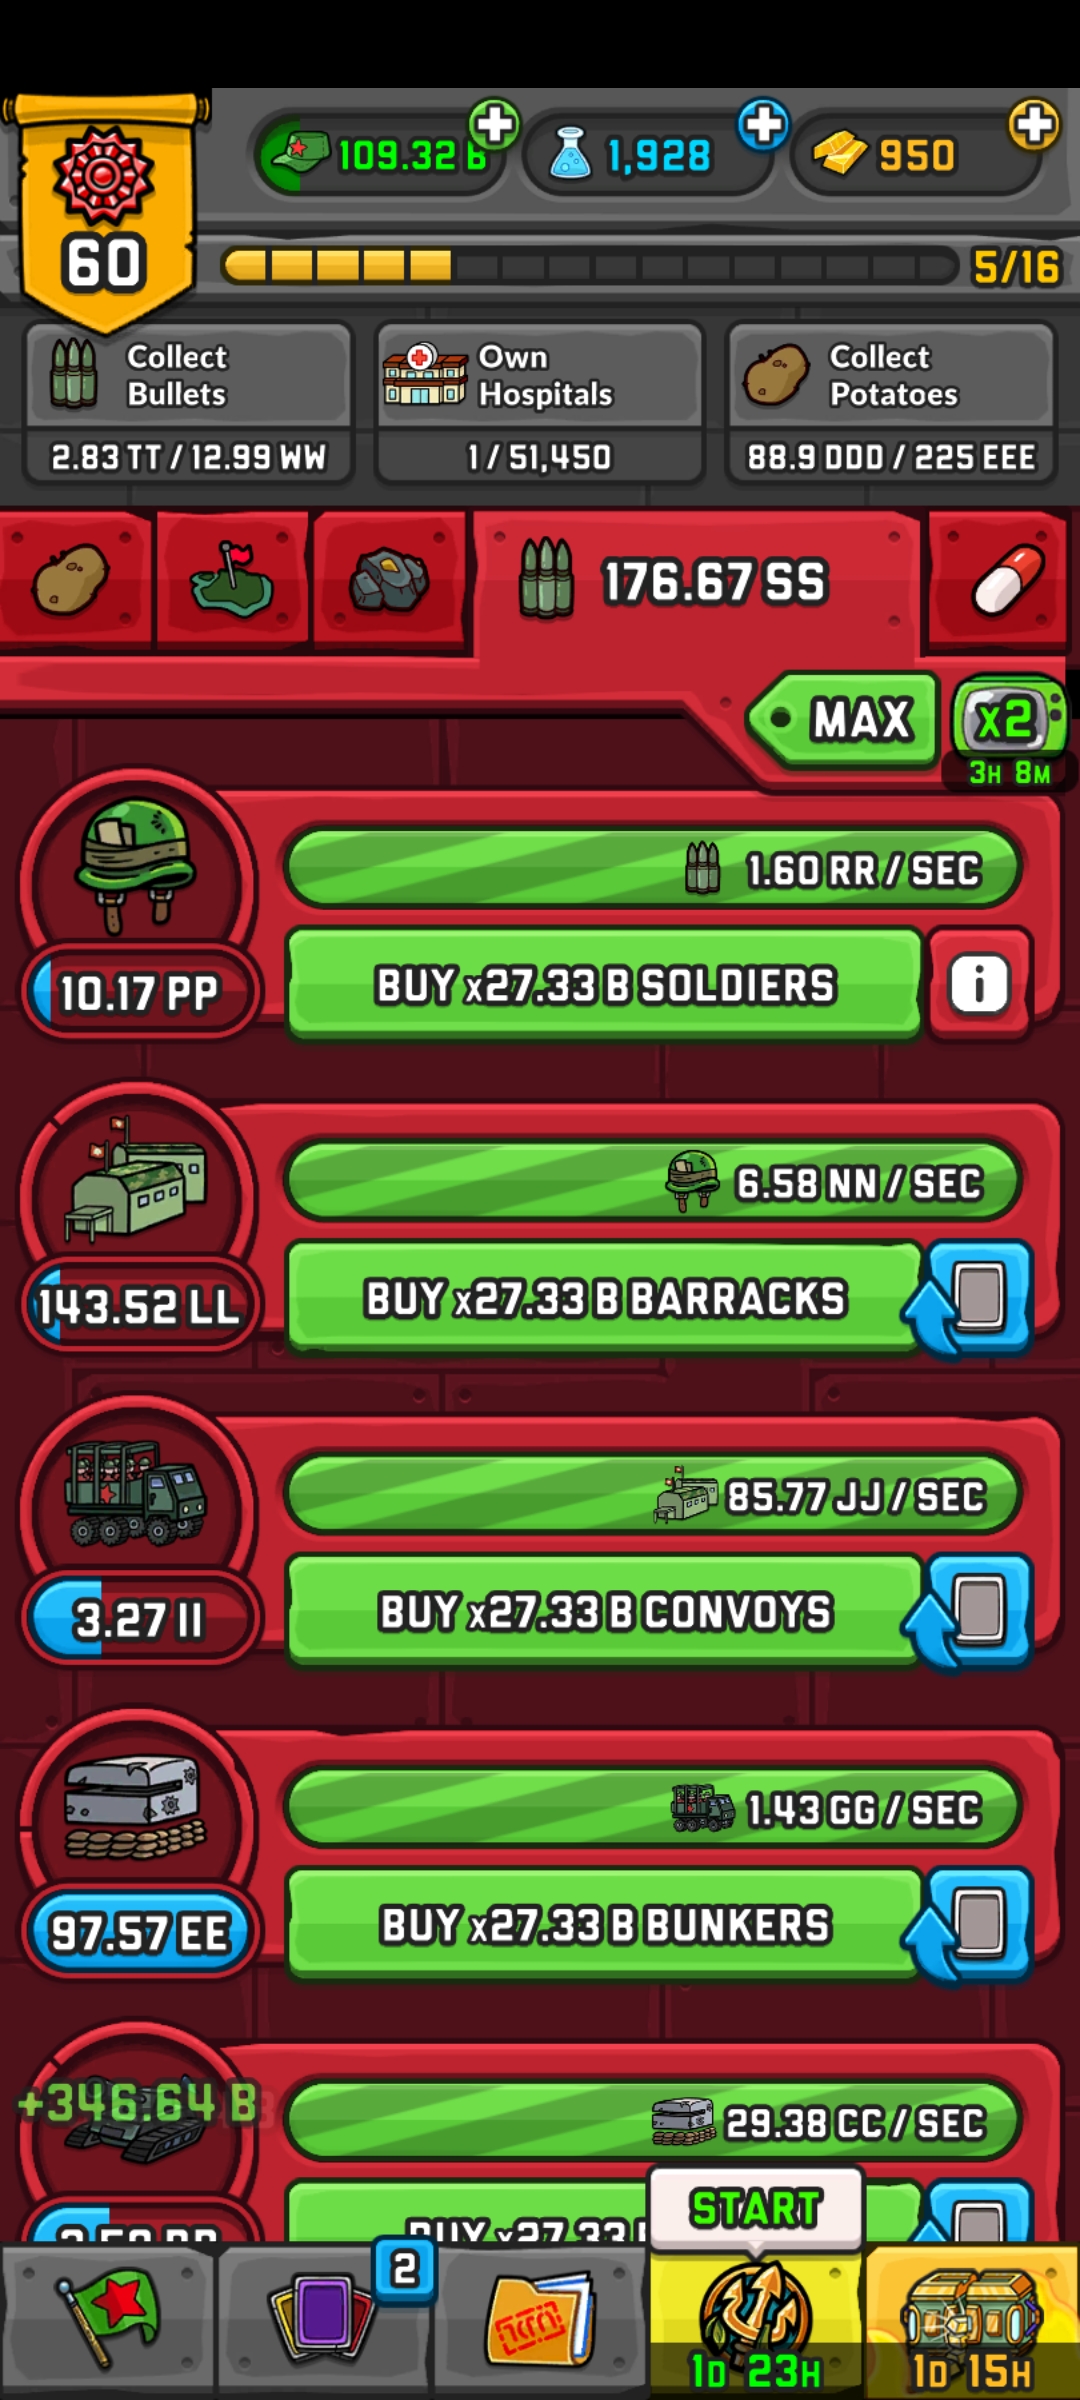 109.32 B
1,928
950
60
5/16
Collect
Bullets
Own
Hospitals
Collect
Potatoes
2.83 TT / 12.99 WW
1 / 51,450
88.9 DDD / 225 EEE
176.67 SS
MAX
x2
3H 8M
1.60 RR / SEC
10.17 PP
BUY x27.33 B SOLDIERS
i
6.58 NN / SEC
143.52 LL
BUY x27.33 B BARRACKS
85.77 JJ / SEC
3.27 II
BUY x27.33 B CONVOYS
1.43 GG / SEC
97.57 EE
BUY x27.33 B BUNKERS
+346.64 B
29.38 CC / SEC
START
BUY x27.33
2
1D 23H
1D 15H